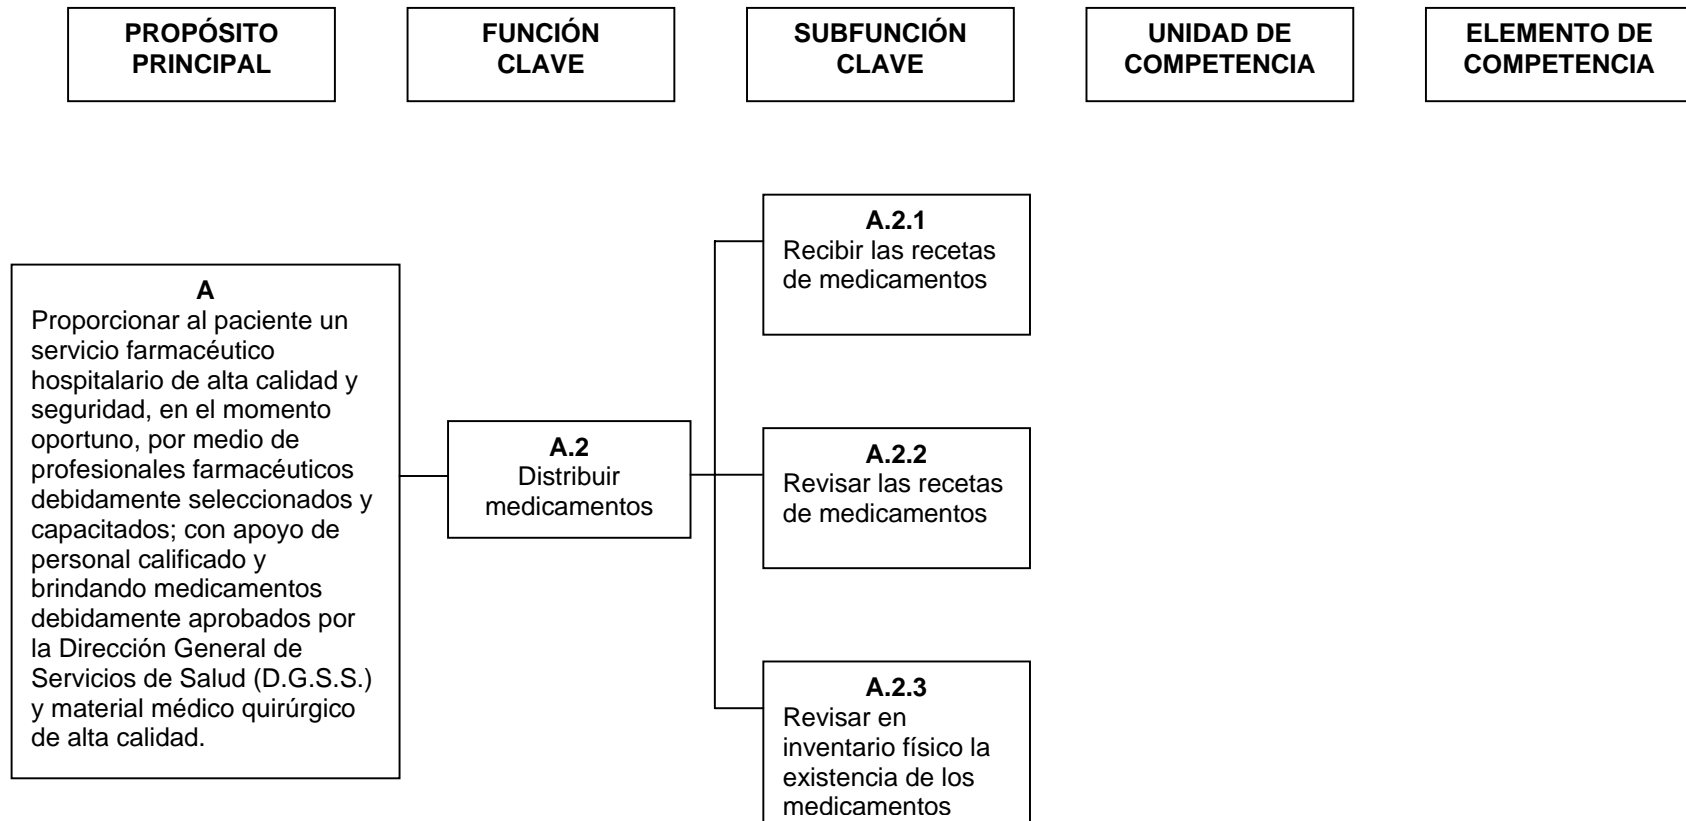 PROPÓSITO
PRINCIPAL
FUNCIÓN
CLAVE
SUBFUNCIÓN
CLAVE
UNIDAD DE
COMPETENCIA
ELEMENTO DE
COMPETENCIA
A
Proporcionar al paciente un
servicio farmacéutico
hospitalario de alta calidad y
seguridad, en el momento
oportuno, por medio de
profesionales farmacéuticos
debidamente seleccionados y
capacitados; con apoyo de
personal calificado y
brindando medicamentos
debidamente aprobados por
la Dirección General de
Servicios de Salud (D.G.S.S.)
y material médico quirúrgico
de alta calidad.
A.2
Distribuir
medicamentos
A.2.1
Recibir las recetas
de medicamentos
A.2.2
Revisar las recetas
de medicamentos
A.2.3
Revisar en
inventario físico la
existencia de los
medicamentos